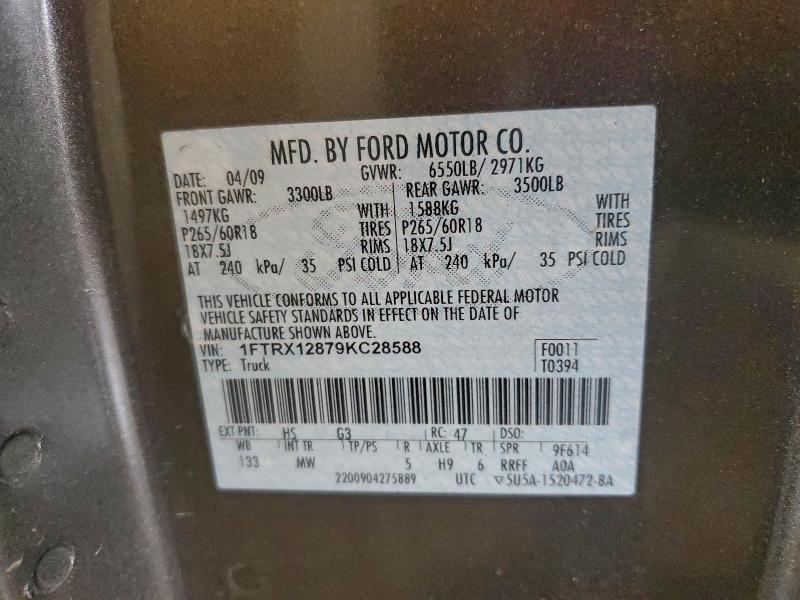 MFD. BY FORD MOTOR CO.
DATE: 04/09 GVWR: 6550LB/ 2971KG
FRONT GAWR: 3300LB REAR GAWR: 3500LB
1497KG WITH 1588KG WITH
P265/60R18 TIRES P265/60R18 TIRES
18X7.5J RIMS 18X7.5J RIMS
AT 240 kPa/ 35 PSI COLD AT 240 kPa/ 35 PSI COLD
THIS VEHICLE CONFORMS TO ALL APPLICABLE FEDERAL MOTOR
VEHICLE SAFETY STANDARDS IN EFFECT ON THE DATE OF
MANUFACTURE SHOWN ABOVE.
VIN: 1FTRX12879KC28588 F0011
TYPE: Truck T0394
EXT PNT: HS G3 RC: 47 DSO:
WB INT TR TP/PS R AXLE TR SPR 9F614
133 MW 5 H9 6 RRFF AOA
2200904275889 UTC ▽5U5A-1520472-BA